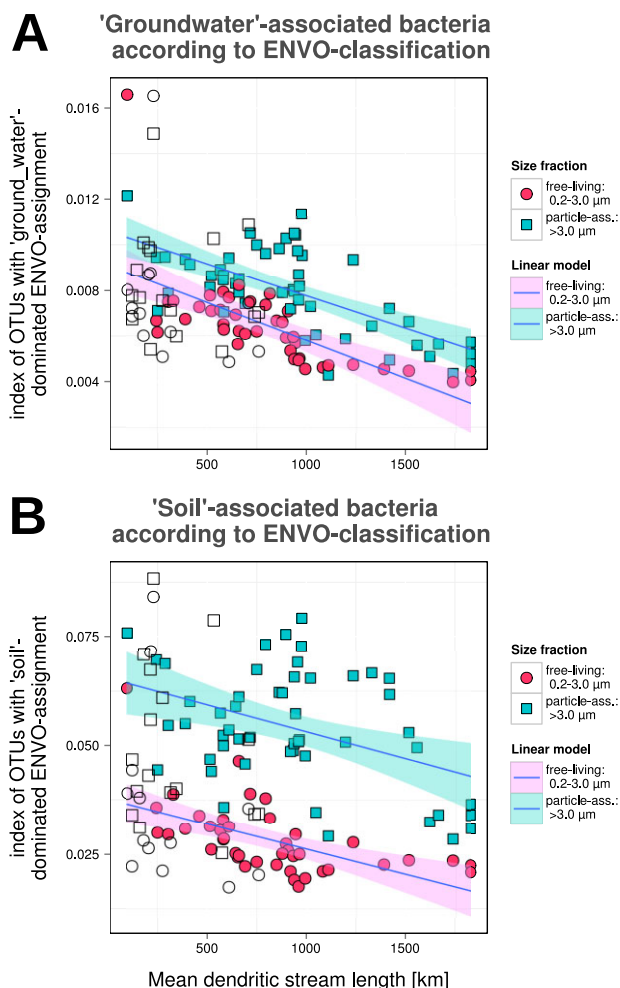 A
'Groundwater'-associated bacteria
according to ENVO-classification
index of OTUs with 'ground_water'-
dominated ENVO-assignment
0.016
0.012
0.008
0.004
500
1000
1500
Size fraction
free-living:
0.2-3.0 µm
particle-ass.:
>3.0 µm
Linear model
free-living:
0.2-3.0 µm
particle-ass.:
>3.0 µm
B
'Soil'-associated bacteria
according to ENVO-classification
index of OTUs with 'soil'-
dominated ENVO-assignment
0.075
0.050
0.025
500
1000
1500
Mean dendritic stream length [km]
Size fraction
free-living:
0.2-3.0 µm
particle-ass.:
>3.0 µm
Linear model
free-living:
0.2-3.0 µm
particle-ass.:
>3.0 µm